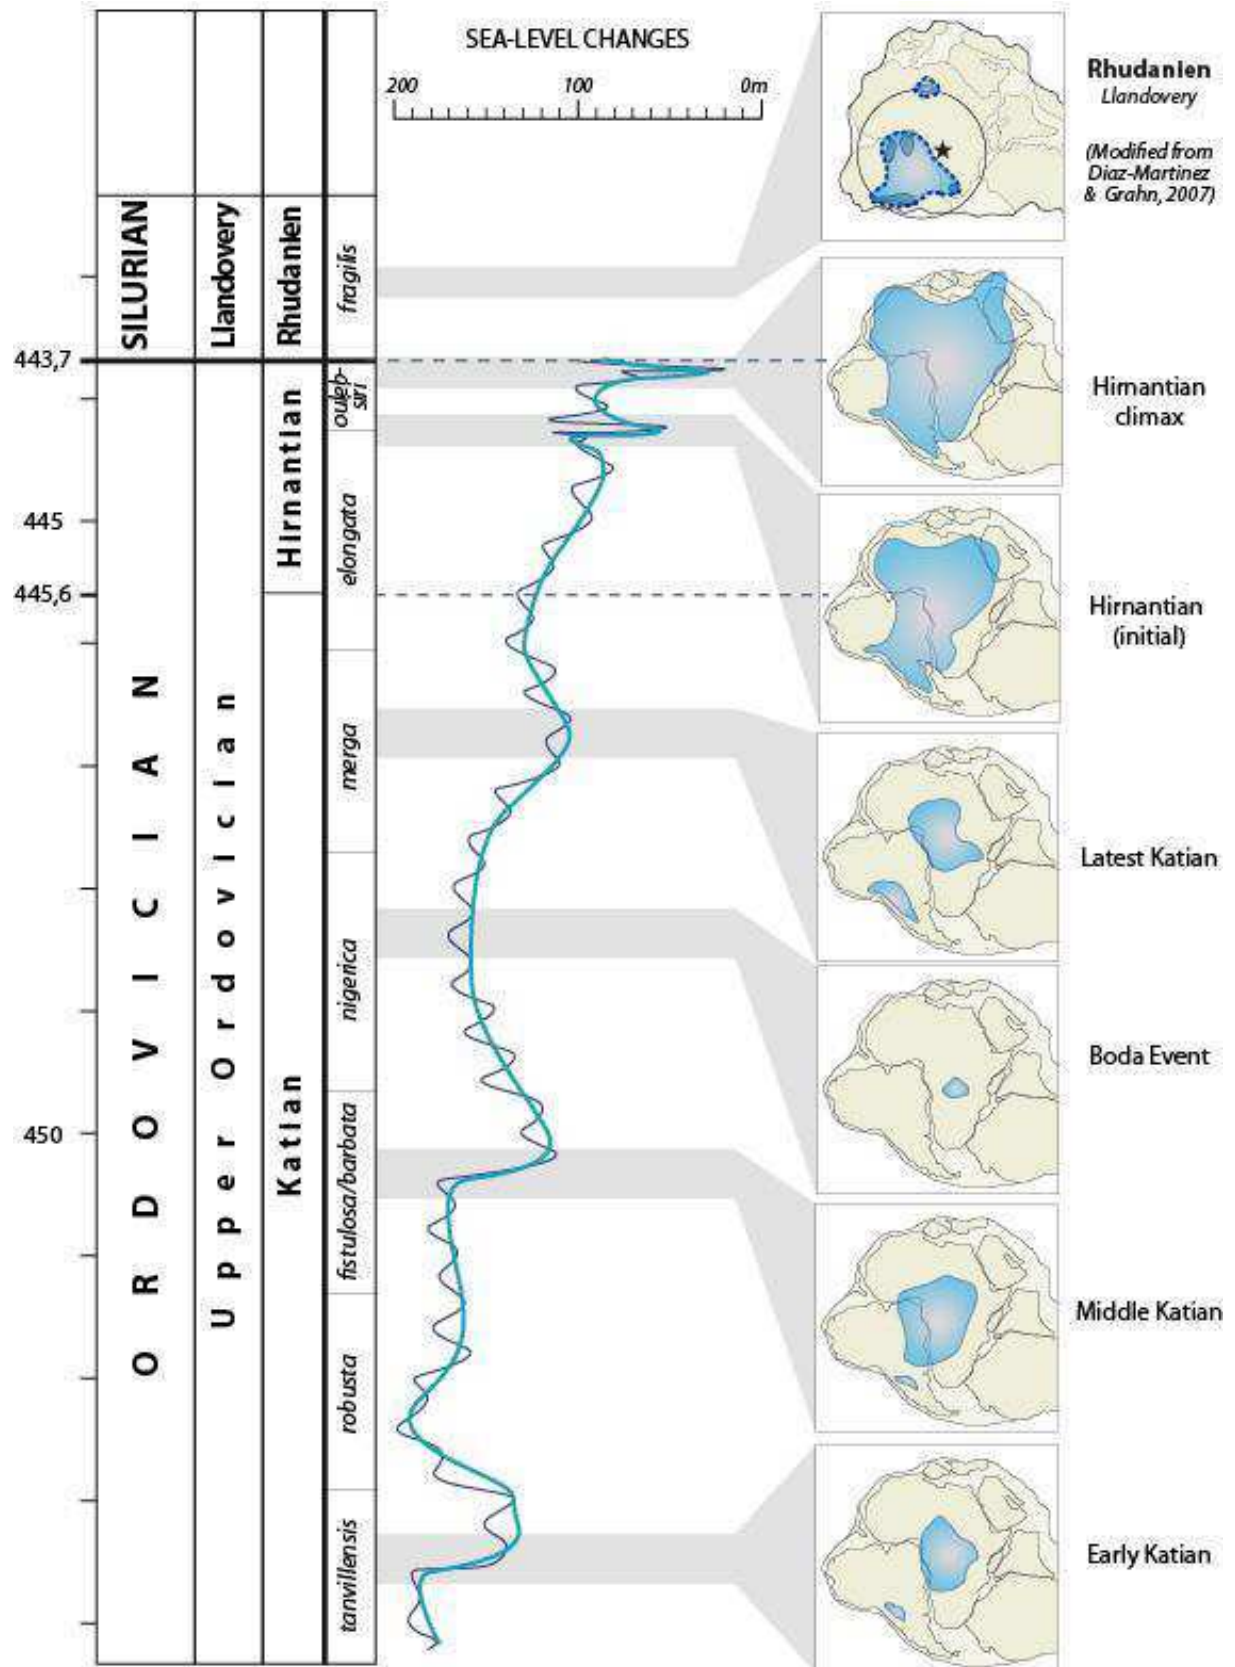 SEA-LEVEL CHANGES
200 100 0m
SILURIAN
Llandovery
Rhudanien
fragilis
443,7
ORDOVICIAN
Upper Ordovician
Hirnantian
ouleb-
siri
elongata
445
445,6
Katian
merga
nigerica
450
fistulosa/barbata
robusta
tanvillensis
Rhudanien
Llandovery
(Modified from
Diaz-Martinez
& Grahn, 2007)
Hirnantian
climax
Hirnantian
(initial)
Latest Katian
Boda Event
Middle Katian
Early Katian